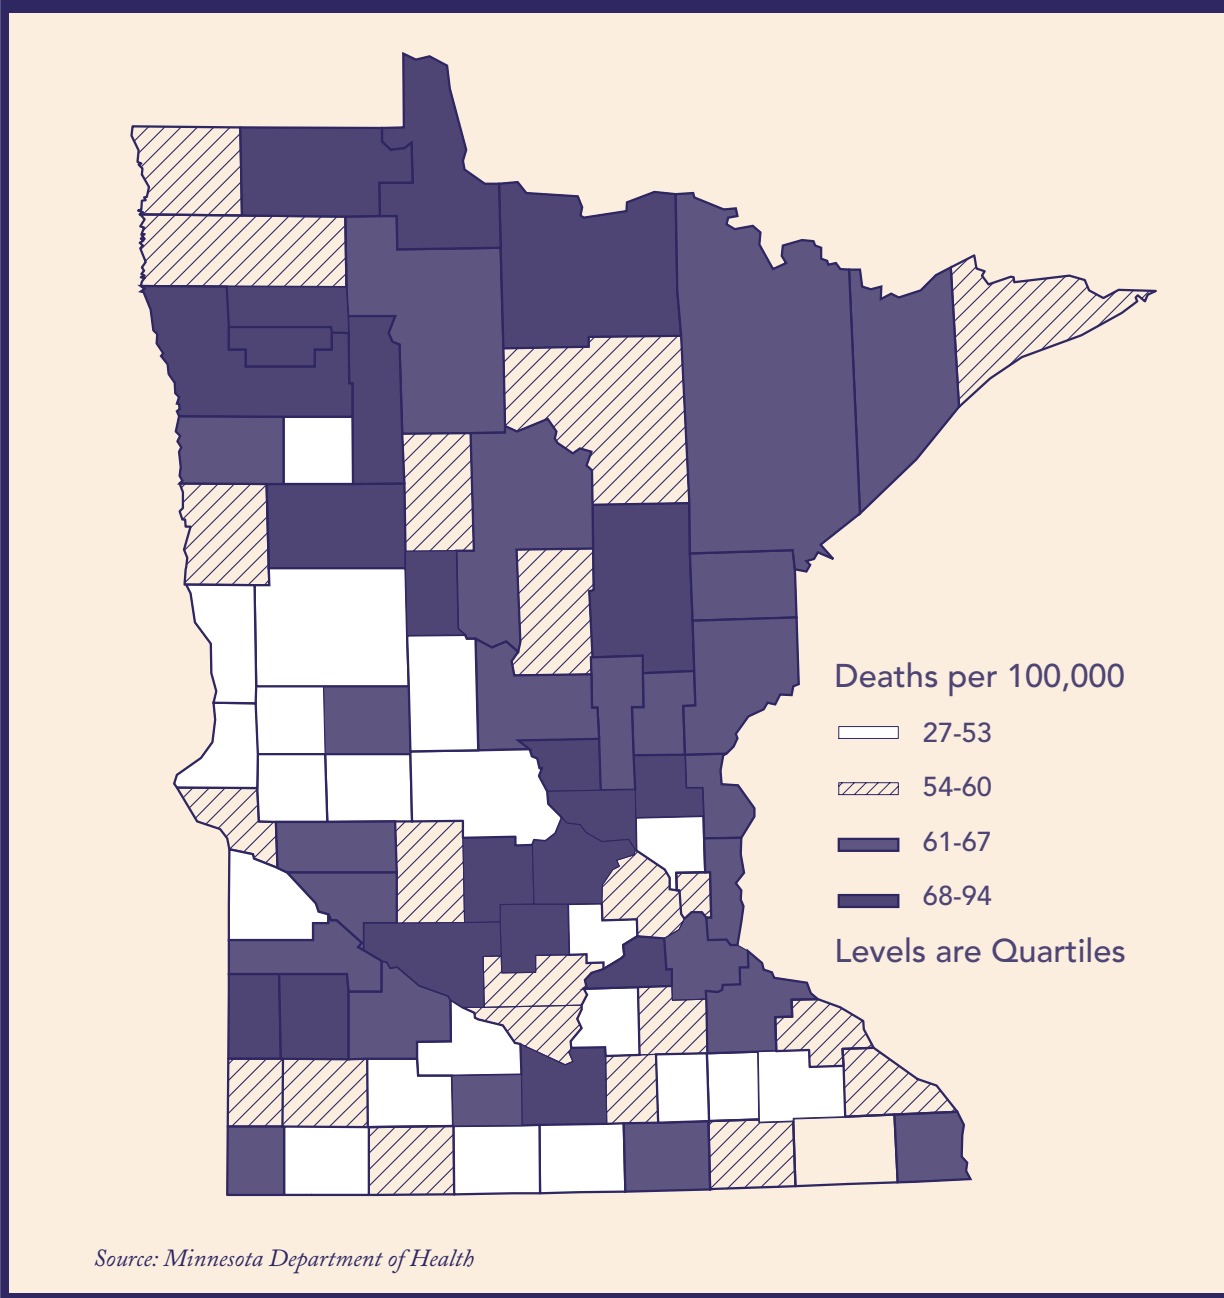 Deaths per 100,000
27-53
54-60
61-67
68-94
Levels are Quartiles
Source: Minnesota Department of Health